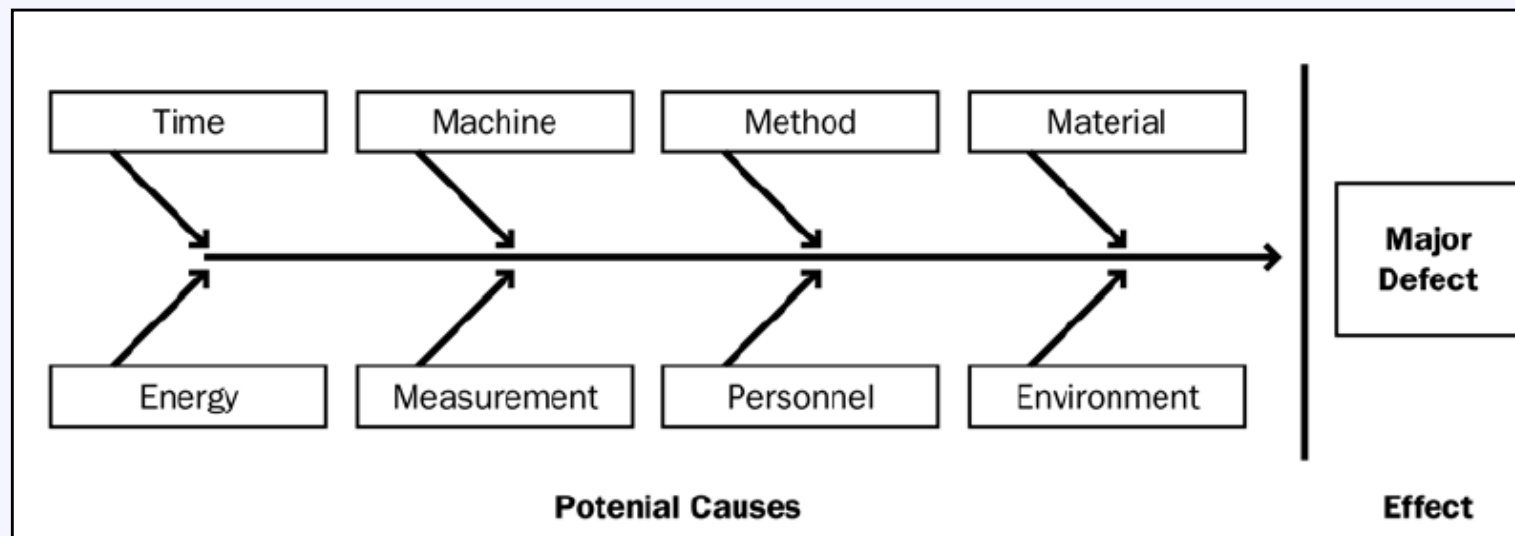 Time
Machine
Method
Material
Major
Defect
Energy
Measurement
Personnel
Environment
Potenial Causes
Effect